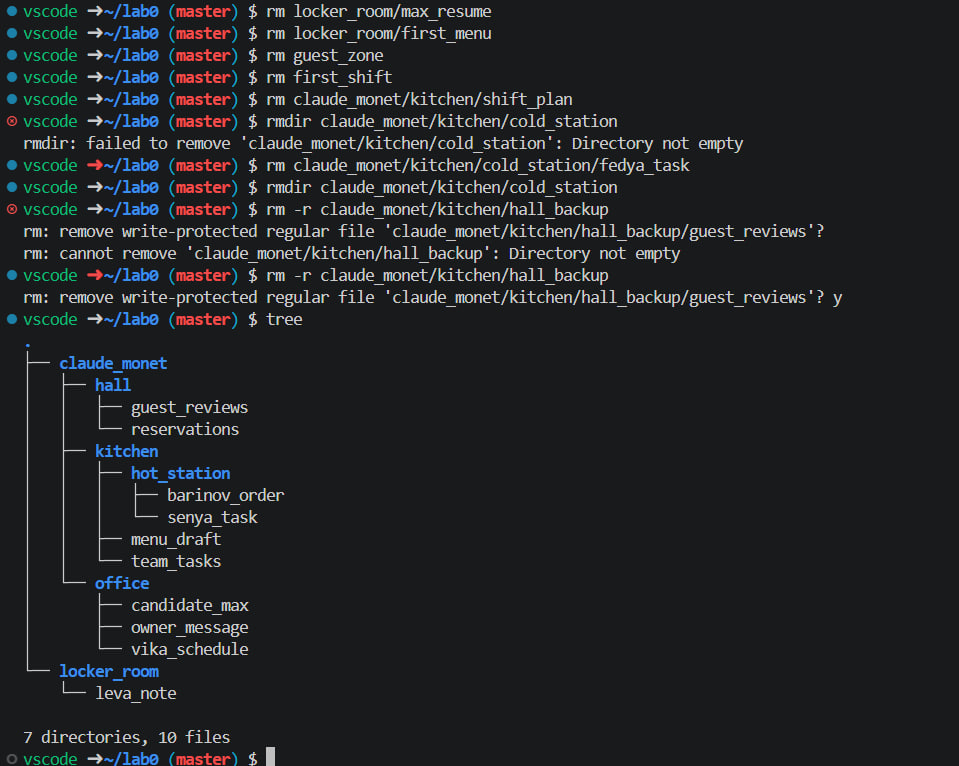 vscode ➜ ~/lab0 (master) $ rm locker_room/max_resume
vscode ➜ ~/lab0 (master) $ rm locker_room/first_menu
vscode ➜ ~/lab0 (master) $ rm guest_zone
vscode ➜ ~/lab0 (master) $ rm first_shift
vscode ➜ ~/lab0 (master) $ rm claude_monet/kitchen/shift_plan
vscode ➜ ~/lab0 (master) $ rmdir claude_monet/kitchen/cold_station
rmdir: failed to remove 'claude_monet/kitchen/cold_station': Directory not empty
vscode ➜ ~/lab0 (master) $ rm claude_monet/kitchen/cold_station/fedya_task
vscode ➜ ~/lab0 (master) $ rmdir claude_monet/kitchen/cold_station
vscode ➜ ~/lab0 (master) $ rm -r claude_monet/kitchen/hall_backup
rm: remove write-protected regular file 'claude_monet/kitchen/hall_backup/guest_reviews'?
rm: cannot remove 'claude_monet/kitchen/hall_backup': Directory not empty
vscode ➜ ~/lab0 (master) $ rm -r claude_monet/kitchen/hall_backup
rm: remove write-protected regular file 'claude_monet/kitchen/hall_backup/guest_reviews'? y
vscode ➜ ~/lab0 (master) $ tree
.
├── claude_monet
│   ├── hall
│   │   ├── guest_reviews
│   │   └── reservations
│   ├── kitchen
│   │   ├── hot_station
│   │   │   ├── barinov_order
│   │   │   └── senya_task
│   │   ├── menu_draft
│   │   └── team_tasks
│   └── office
│       ├── candidate_max
│       ├── owner_message
│       └── vika_schedule
└── locker_room
    └── leva_note
7 directories, 10 files
vscode ➜ ~/lab0 (master) $